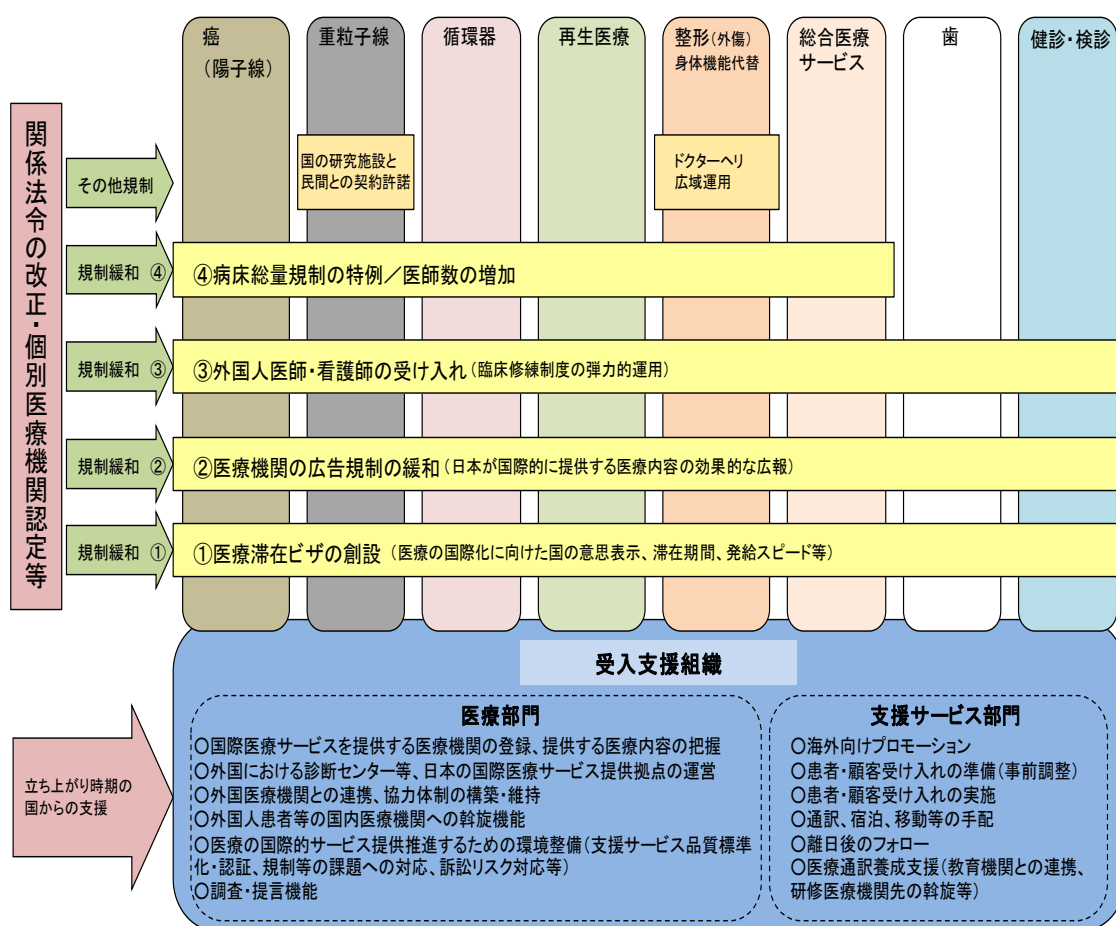 癌
(陽子線)
重粒子線
循環器
再生医療
整形(外傷)
身体機能代替
総合医療
サービス
歯
健診・検診
関係法令の改正・個別医療機関認定等
その他規制
国の研究施設と
民間との契約許諾
ドクターヘリ
広域運用
規制緩和 ④
④病床総量規制の特例／医師数の増加
規制緩和 ③
③外国人医師・看護師の受け入れ(臨床修練制度の弾力的運用)
規制緩和 ②
②医療機関の広告規制の緩和(日本が国際的に提供する医療内容の効果的な広報)
規制緩和 ①
①医療滞在ビザの創設(医療の国際化に向けた国の意思表示、滞在期間、発給スピード等)
受入支援組織
立ち上がり時期の
国からの支援
医療部門
○国際医療サービスを提供する医療機関の登録、提供する医療内容の把握
○外国における診断センター等、日本の国際医療サービス提供拠点の運営
○外国医療機関との連携、協力体制の構築・維持
○外国人患者等の国内医療機関への斡旋機能
○医療の国際的サービス提供推進するための環境整備(支援サービス品質標準
化・認証、規制等の課題への対応、訴訟リスク対応等)
○調査・提言機能
支援サービス部門
○海外向けプロモーション
○患者・顧客受け入れの準備(事前調整)
○患者・顧客受け入れの実施
○通訳、宿泊、移動等の手配
○離日後のフォロー
○医療通訳養成支援(教育機関との連携、
研修医療機関先の斡旋等)